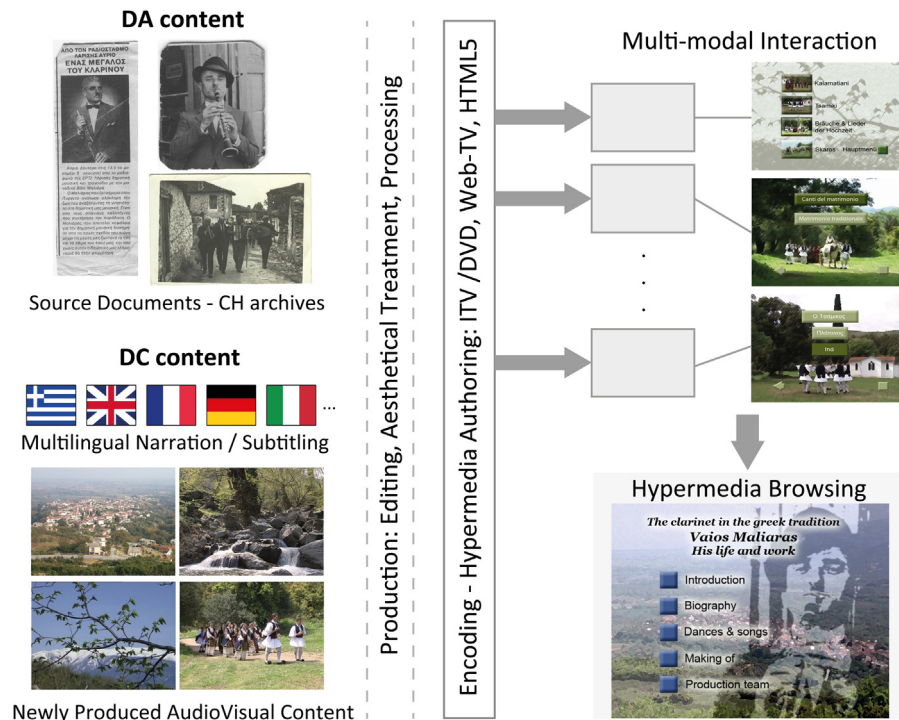 DA content
ΑΠΟ ΤΟΝ ΡΑΔΙΟΣΤΑΘΜΟ
ΛΑΡΙΣΗΣ ΑΥΡΙΟ
ΕΝΑΣ ΜΕΓΑΛΟΣ
ΤΟΥ ΚΛΑΡΙΝΟΥ
Source Documents - CH archives
DC content
...
Multilingual Narration / Subtitling
Newly Produced AudioVisual Content
Production: Editing, Aesthetical Treatment, Processing
Encoding - Hypermedia Authoring: ITV /DVD, Web-TV, HTML5
Multi-modal Interaction
Kalamatiani
Tsamiki
Bräuche & Lieder
der Hochzeit
Skaros Hauptmenü
Canti del matrimonio
Matrimonio tradizionale
Ο Τσάμικος
Hypermedia Browsing
The clarinet in the greek tradition
Vaios Maliaras
His life and work
Introduction
Biography
Dances & songs
Making of
Production team